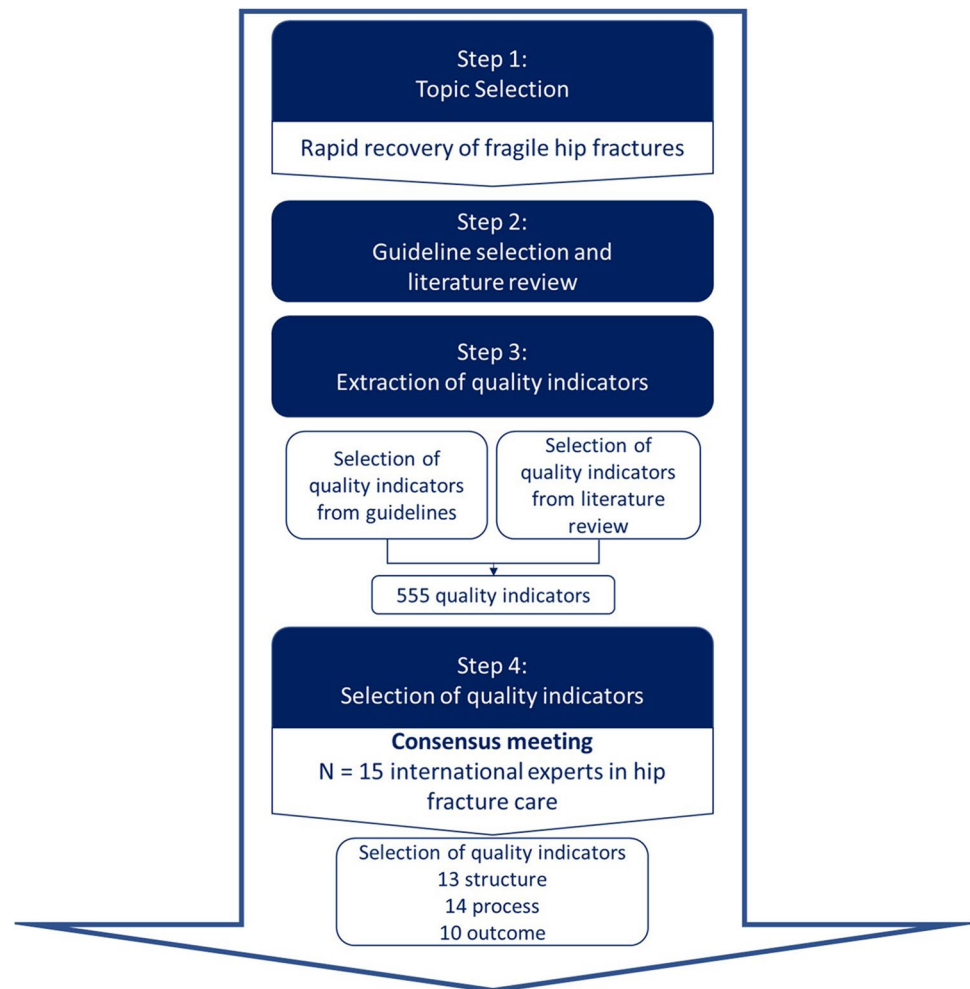 Step 1:
Topic Selection
Rapid recovery of fragile hip fractures
Step 2:
Guideline selection and
literature review
Step 3:
Extraction of quality indicators
Selection of
quality indicators
from guidelines
Selection of
quality indicators
from literature
review
555 quality indicators
Step 4:
Selection of quality indicators
Consensus meeting
N = 15 international experts in hip
fracture care
Selection of quality indicators
13 structure
14 process
10 outcome